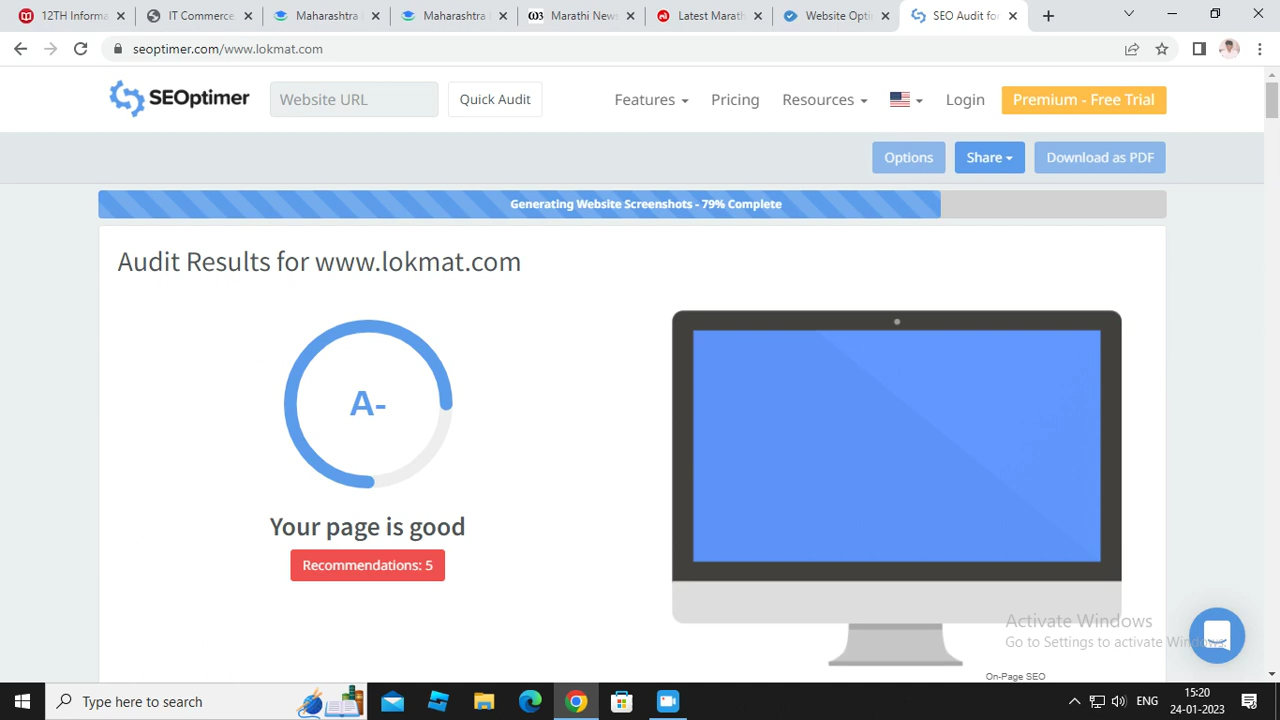 12TH Informa
IT Commerce
Maharashtra
Maharashtra
Marathi News
Latest Marath
Website Opti
SEO Audit for
seoptimer.com/www.lokmat.com
SEOptimer
Website URL
Quick Audit
Features
Pricing
Resources
Login
Premium - Free Trial
Options
Share
Download as PDF
Generating Website Screenshots - 79% Complete
Audit Results for www.lokmat.com
A-
Your page is good
Recommendations: 5
Activate Windows
Go to Settings to activate Windows.
On-Page SEO
Type here to search
ENG
15:20
24-01-2023